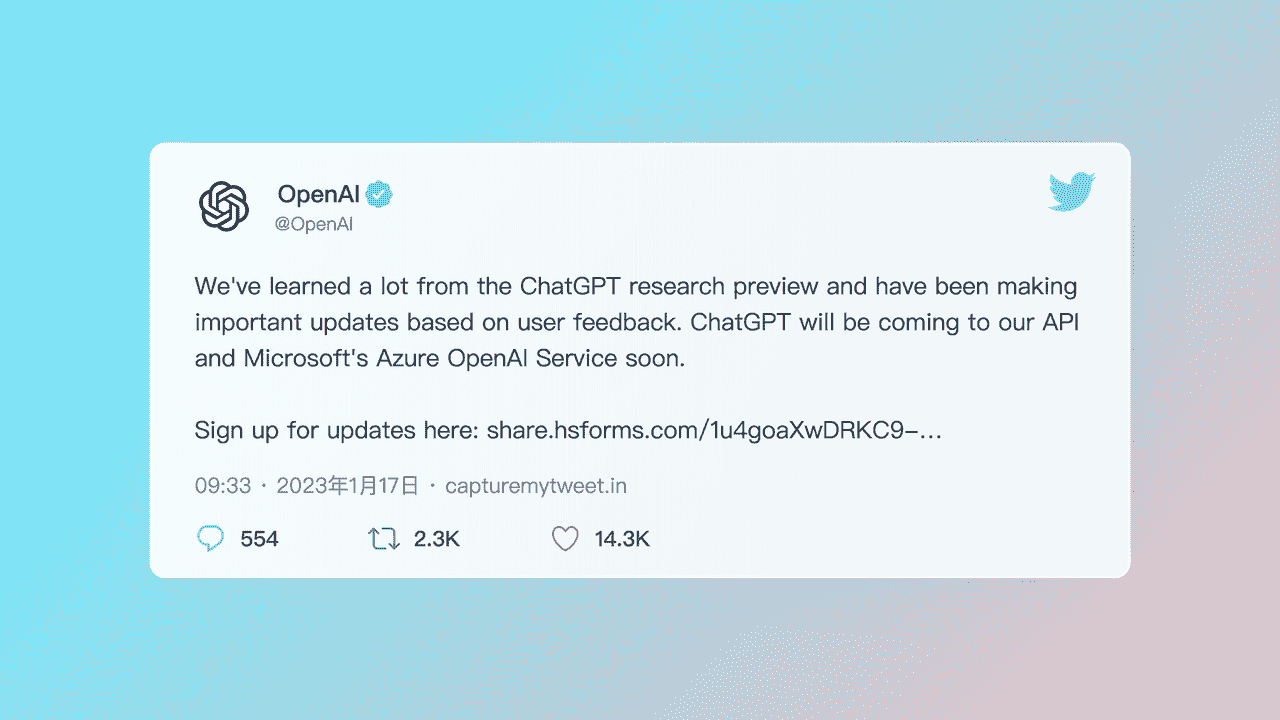 OpenAI
@OpenAI
We've learned a lot from the ChatGPT research preview and have been making
important updates based on user feedback. ChatGPT will be coming to our API
and Microsoft's Azure OpenAI Service soon.
Sign up for updates here: share.hsforms.com/1u4goaXwDRKC9-…
09:33 · 2023年1月17日 · capturemytweet.in
554 2.3K 14.3K